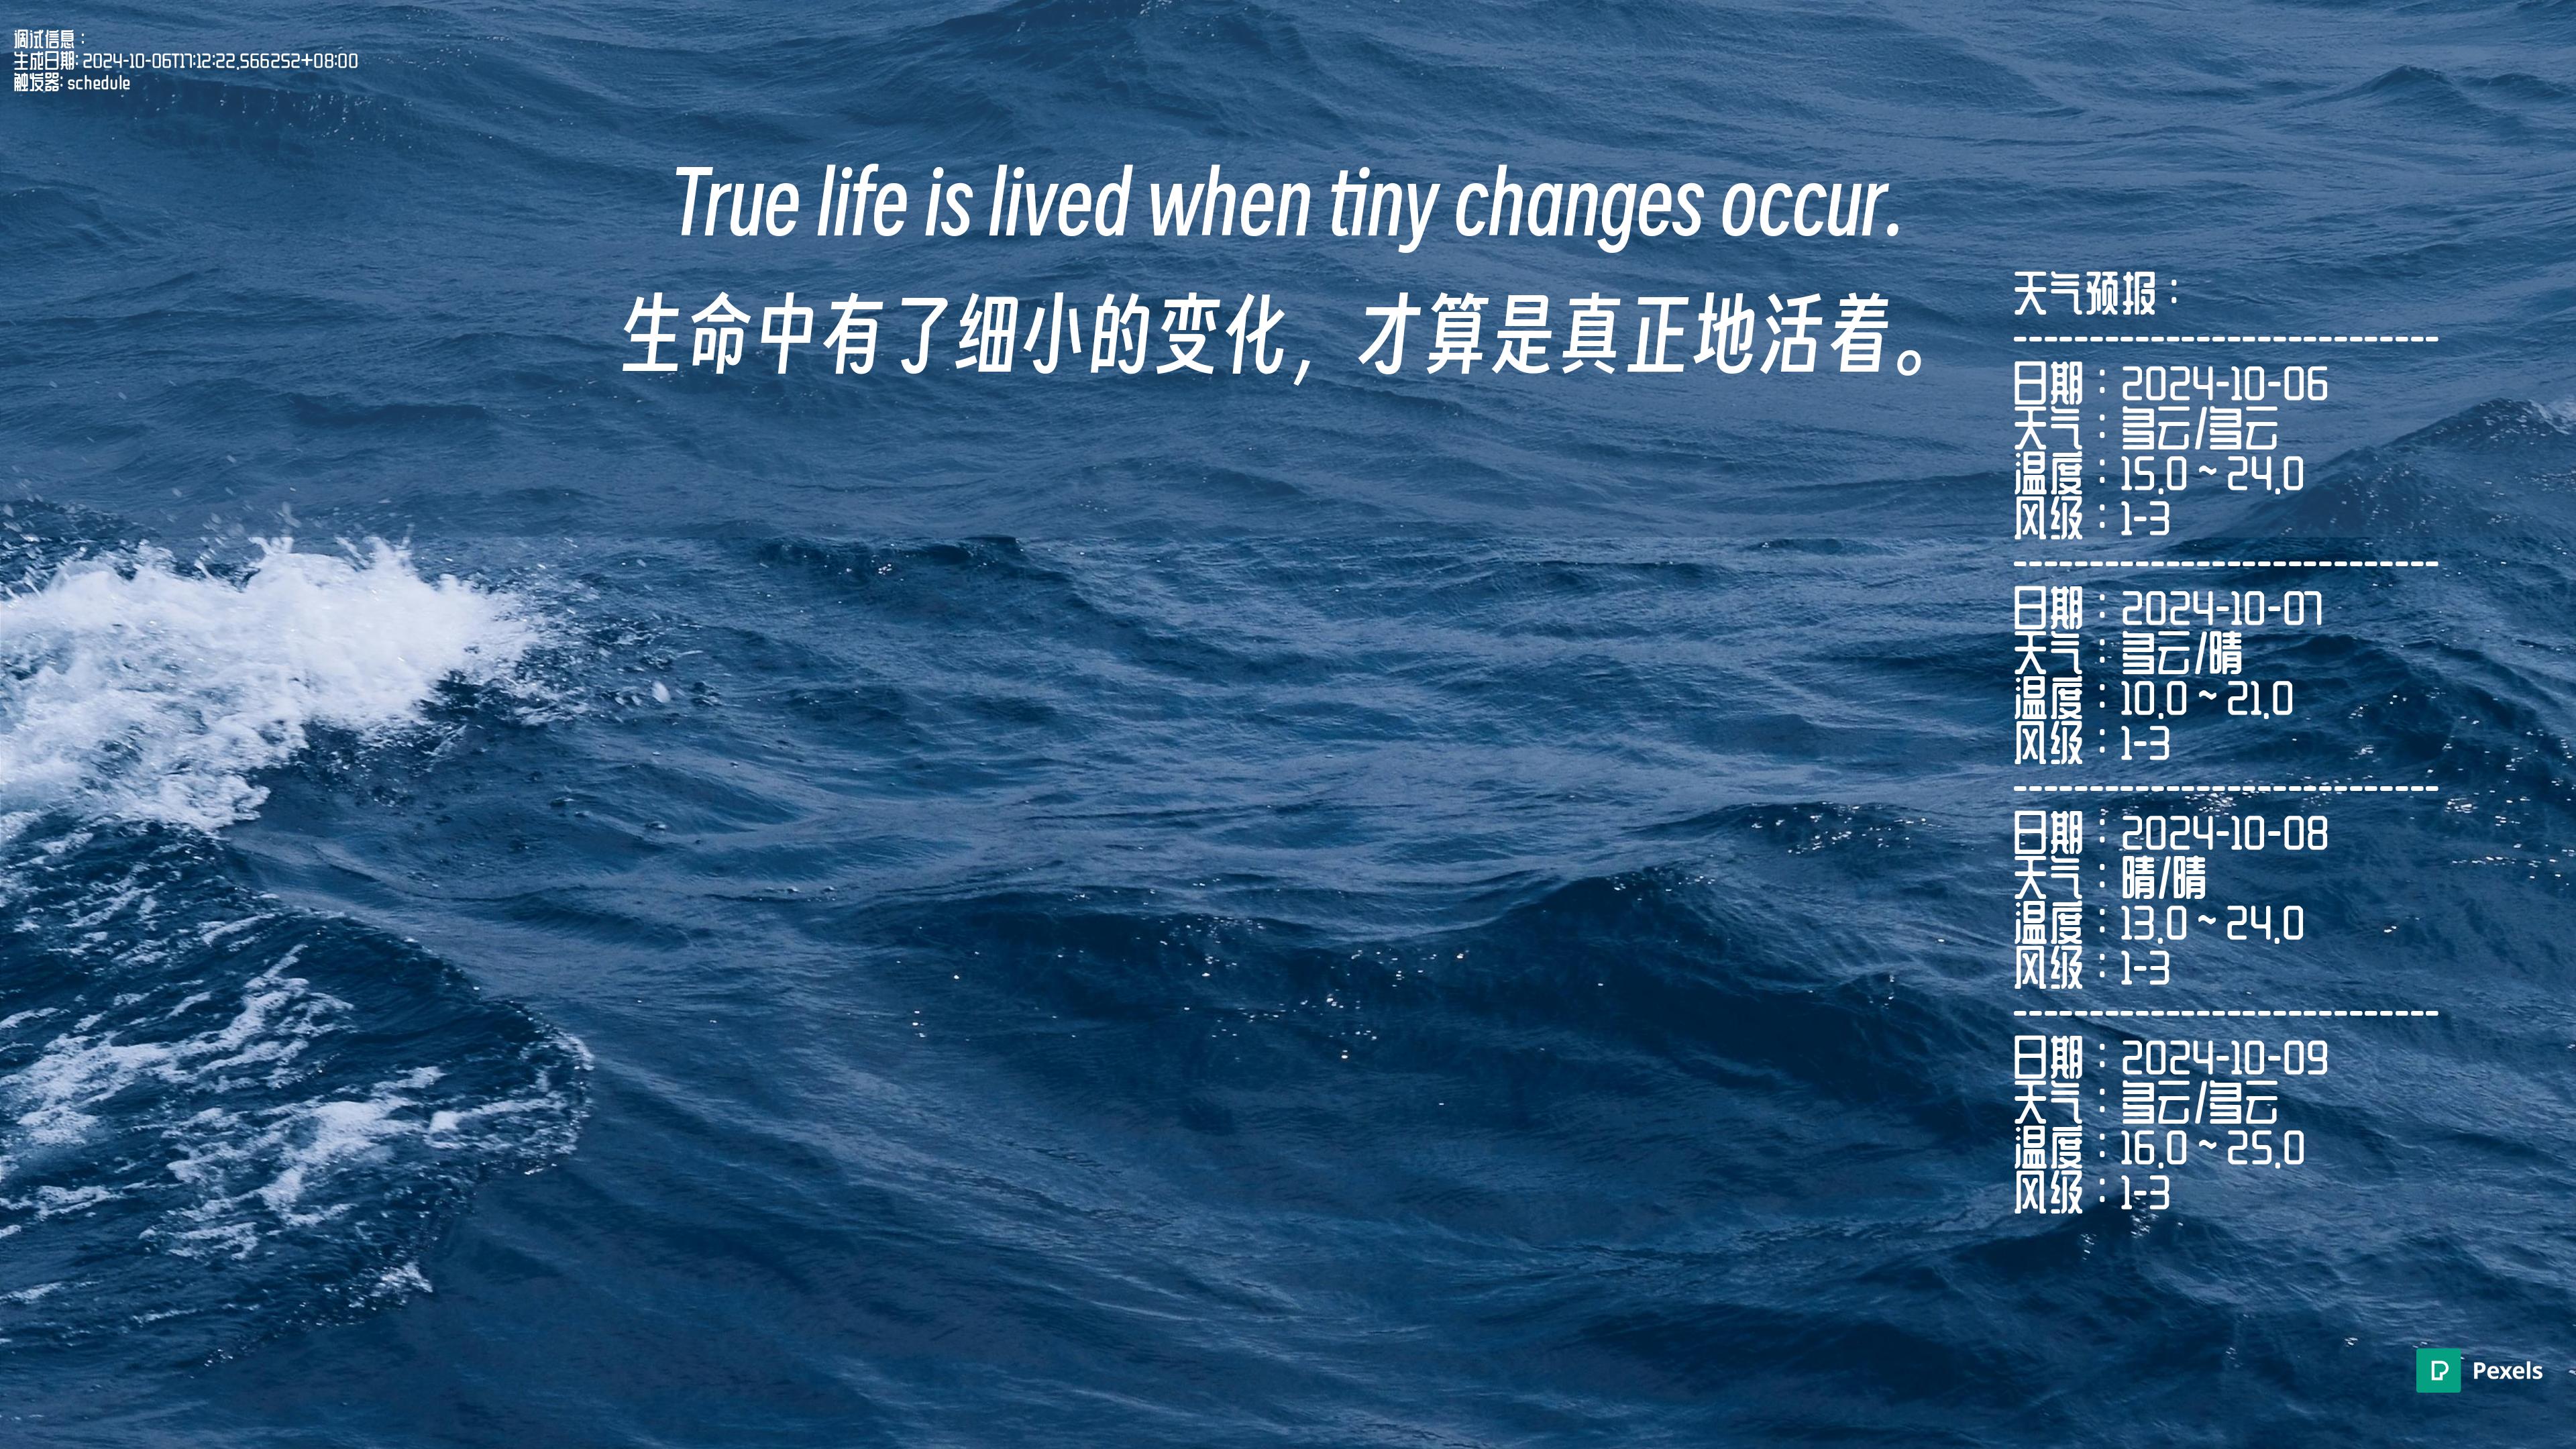 调试信息：
生成日期: 2024-10-06T17:12:22.566252+08:00
触发器: schedule
True life is lived when tiny changes occur.
生命中有了细小的变化，才算是真正地活着。
天气预报：
----------------------------
日期：2024-10-06
天气：多云/多云
温度：15.0 ~ 24.0
风级：1-3
----------------------------
日期：2024-10-07
天气：多云/晴
温度：10.0 ~ 21.0
风级：1-3
----------------------------
日期：2024-10-08
天气：晴/晴
温度：13.0 ~ 24.0
风级：1-3
----------------------------
日期：2024-10-09
天气：多云/多云
温度：16.0 ~ 25.0
风级：1-3
Pexels